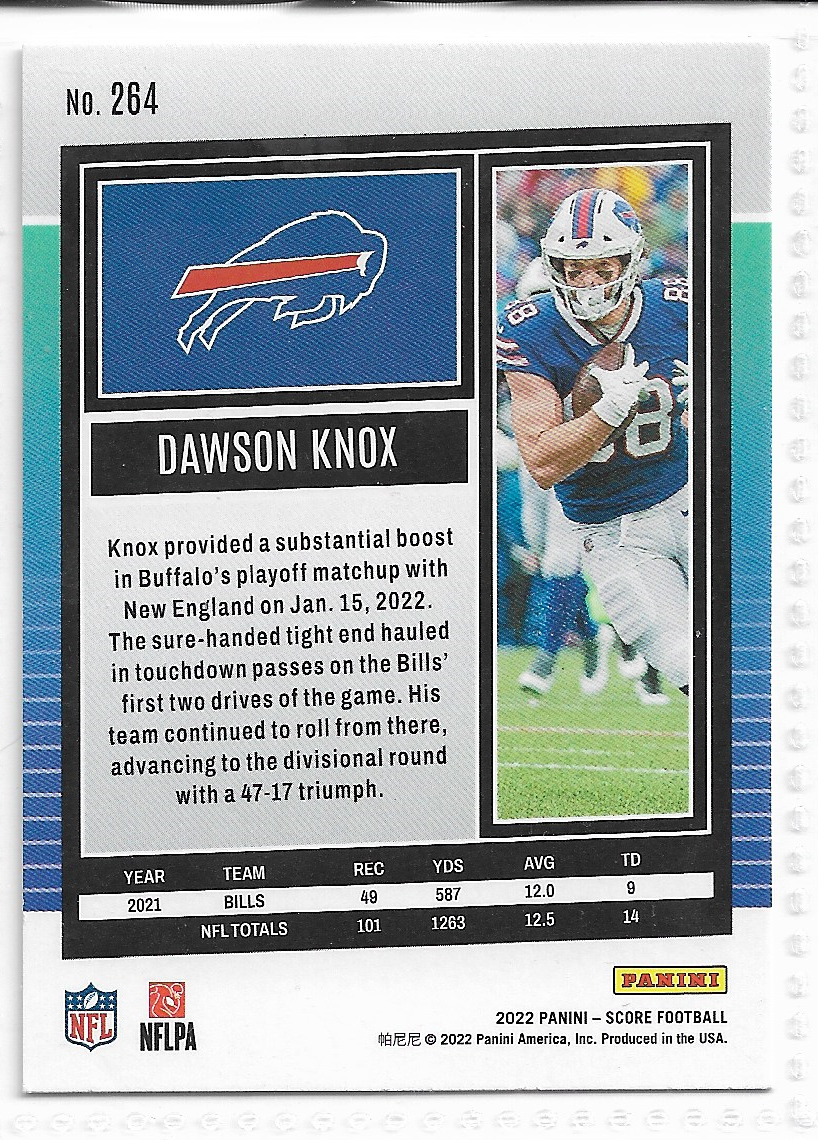 No. 264
DAWSON KNOX
Knox provided a substantial boost
in Buffalo's playoff matchup with
New England on Jan. 15, 2022.
The sure-handed tight end hauled
in touchdown passes on the Bills'
first two drives of the game. His
team continued to roll from there,
advancing to the divisional round
with a 47-17 triumph.
88
88
88
YEAR TEAM REC YDS AVG TD
2021 BILLS 49 587 12.0 9
NFL TOTALS 101 1263 12.5 14
NFL
NFLPA
PANINI
2022 PANINI – SCORE FOOTBALL
帕尼尼 © 2022 Panini America, Inc. Produced in the USA.